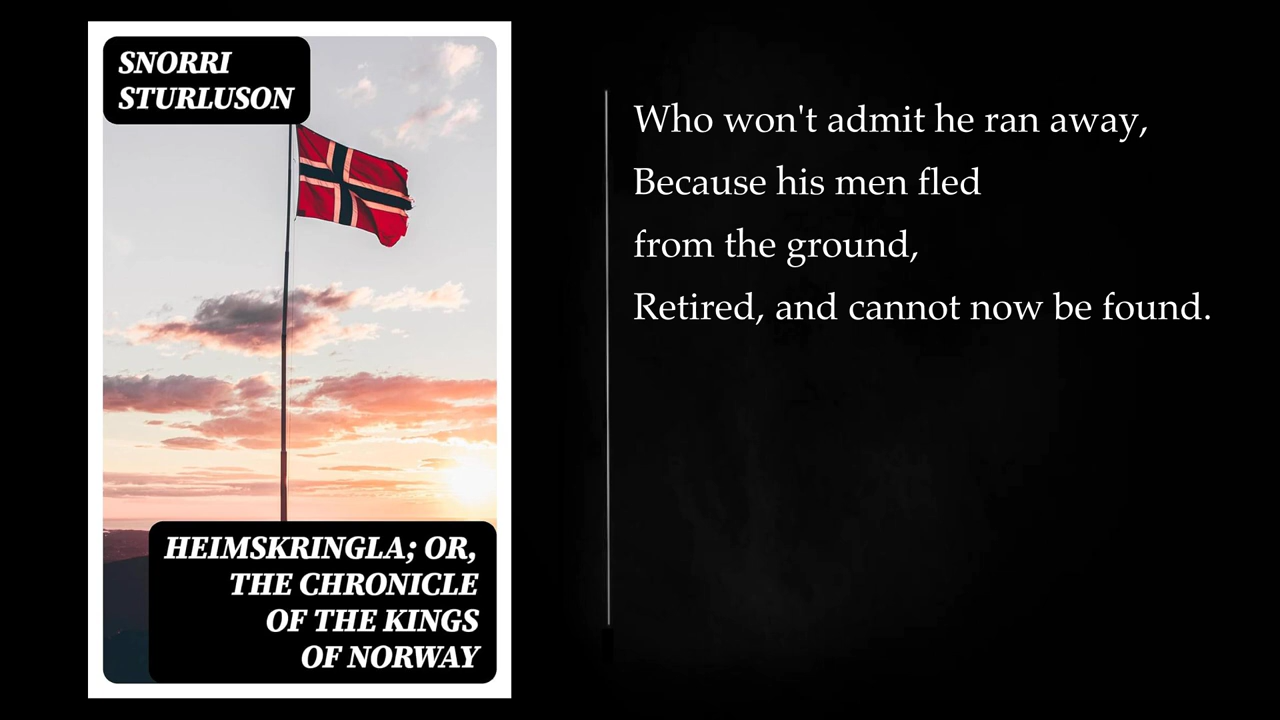 SNORRI
STURLUSON
HEIMSKRINGLA; OR,
THE CHRONICLE
OF THE KINGS
OF NORWAY
Who won't admit he ran away,
Because his men fled
from the ground,
Retired, and cannot now be found.